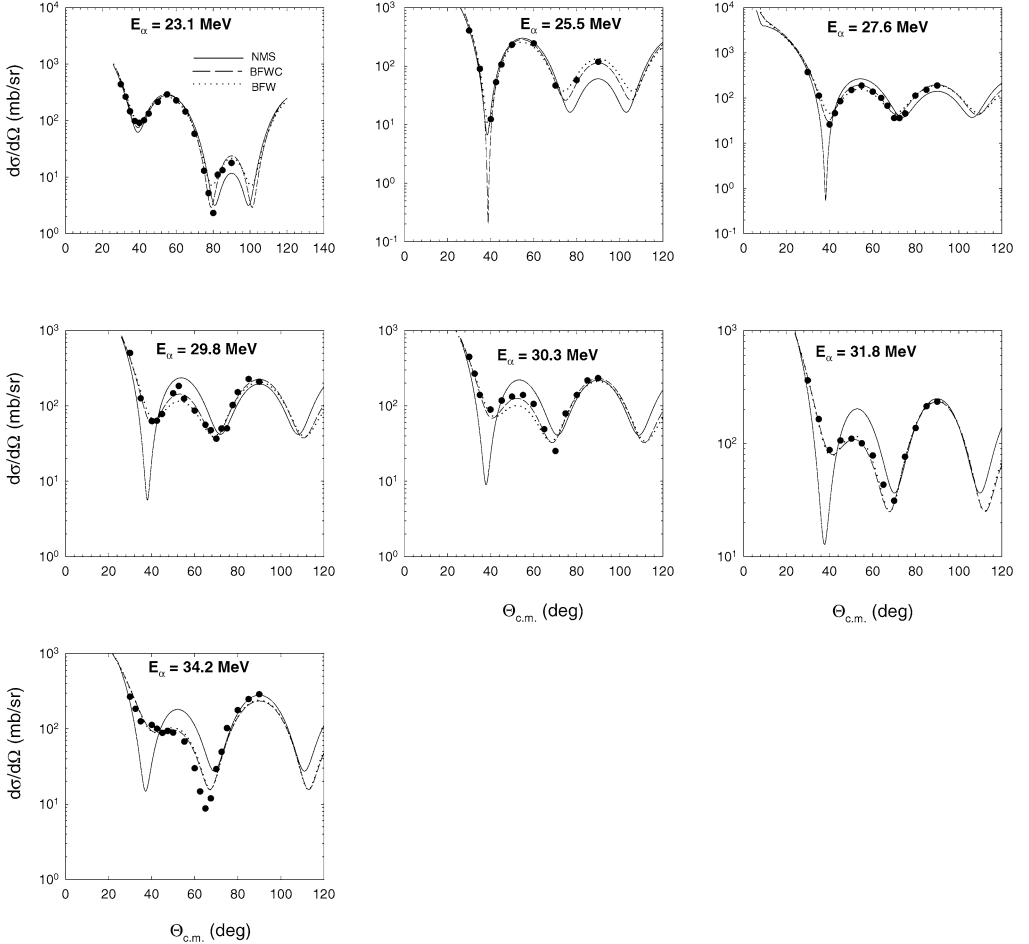 E_α = 23.1 MeV
NMS
BFWC
BFW
dσ/dΩ (mb/sr)
10^4
10^3
10^2
10^1
10^0
0 20 40 60 80 100 120 140
E_α = 25.5 MeV
10^3
10^2
10^1
10^0
10^-1
0 20 40 60 80 100 120
E_α = 27.6 MeV
10^4
10^3
10^2
10^1
10^0
10^-1
0 20 40 60 80 100 120
E_α = 29.8 MeV
dσ/dΩ (mb/sr)
10^3
10^2
10^1
10^0
0 20 40 60 80 100 120
E_α = 30.3 MeV
10^3
10^2
10^1
10^0
0 20 40 60 80 100 120
Θ_c.m. (deg)
E_α = 31.8 MeV
10^3
10^2
10^1
0 20 40 60 80 100 120
Θ_c.m. (deg)
E_α = 34.2 MeV
dσ/dΩ (mb/sr)
10^3
10^2
10^1
10^0
0 20 40 60 80 100 120
Θ_c.m. (deg)